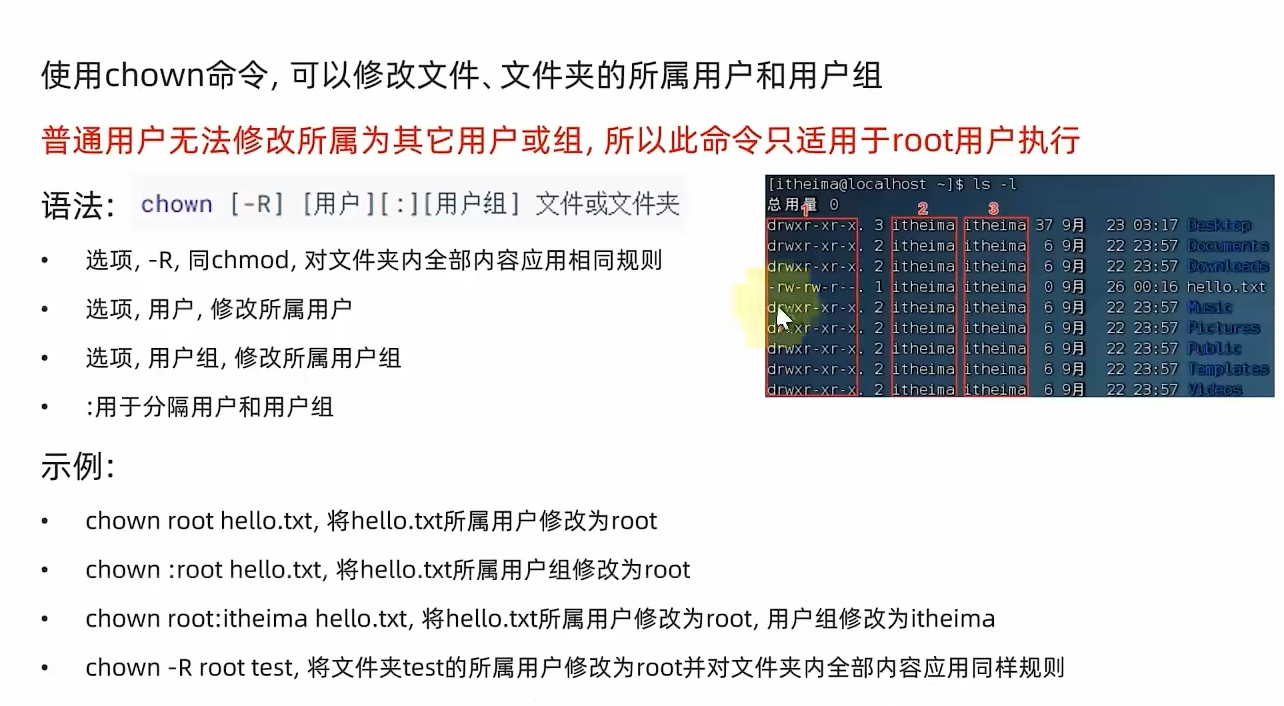 使用chown命令, 可以修改文件、文件夹的所属用户和用户组
普通用户无法修改所属为其它用户或组, 所以此命令只适用于root用户执行
语法: chown [-R] [用户][:][用户组] 文件或文件夹
• 选项, -R, 同chmod, 对文件夹内全部内容应用相同规则
• 选项, 用户, 修改所属用户
• 选项, 用户组, 修改所属用户组
• :用于分隔用户和用户组
[itheima@localhost ~]$ ls -l
总用量 0
1 2 3
drwxr-xr-x. 3 itheima itheima 37 9月 23 03:17 Desktop
drwxr-xr-x. 2 itheima itheima 6 9月 22 23:57 Documents
drwxr-xr-x. 2 itheima itheima 6 9月 22 23:57 Downloads
-rw-rw-r--. 1 itheima itheima 0 9月 26 00:16 hello.txt
drwxr-xr-x. 2 itheima itheima 6 9月 22 23:57 Music
drwxr-xr-x. 2 itheima itheima 6 9月 22 23:57 Pictures
drwxr-xr-x. 2 itheima itheima 6 9月 22 23:57 Public
drwxr-xr-x. 2 itheima itheima 6 9月 22 23:57 Templates
drwxr-xr-x. 2 itheima itheima 6 9月 22 23:57 Videos
示例:
• chown root hello.txt, 将hello.txt所属用户修改为root
• chown :root hello.txt, 将hello.txt所属用户组修改为root
• chown root:itheima hello.txt, 将hello.txt所属用户修改为root, 用户组修改为itheima
• chown -R root test, 将文件夹test的所属用户修改为root并对文件夹内全部内容应用同样规则